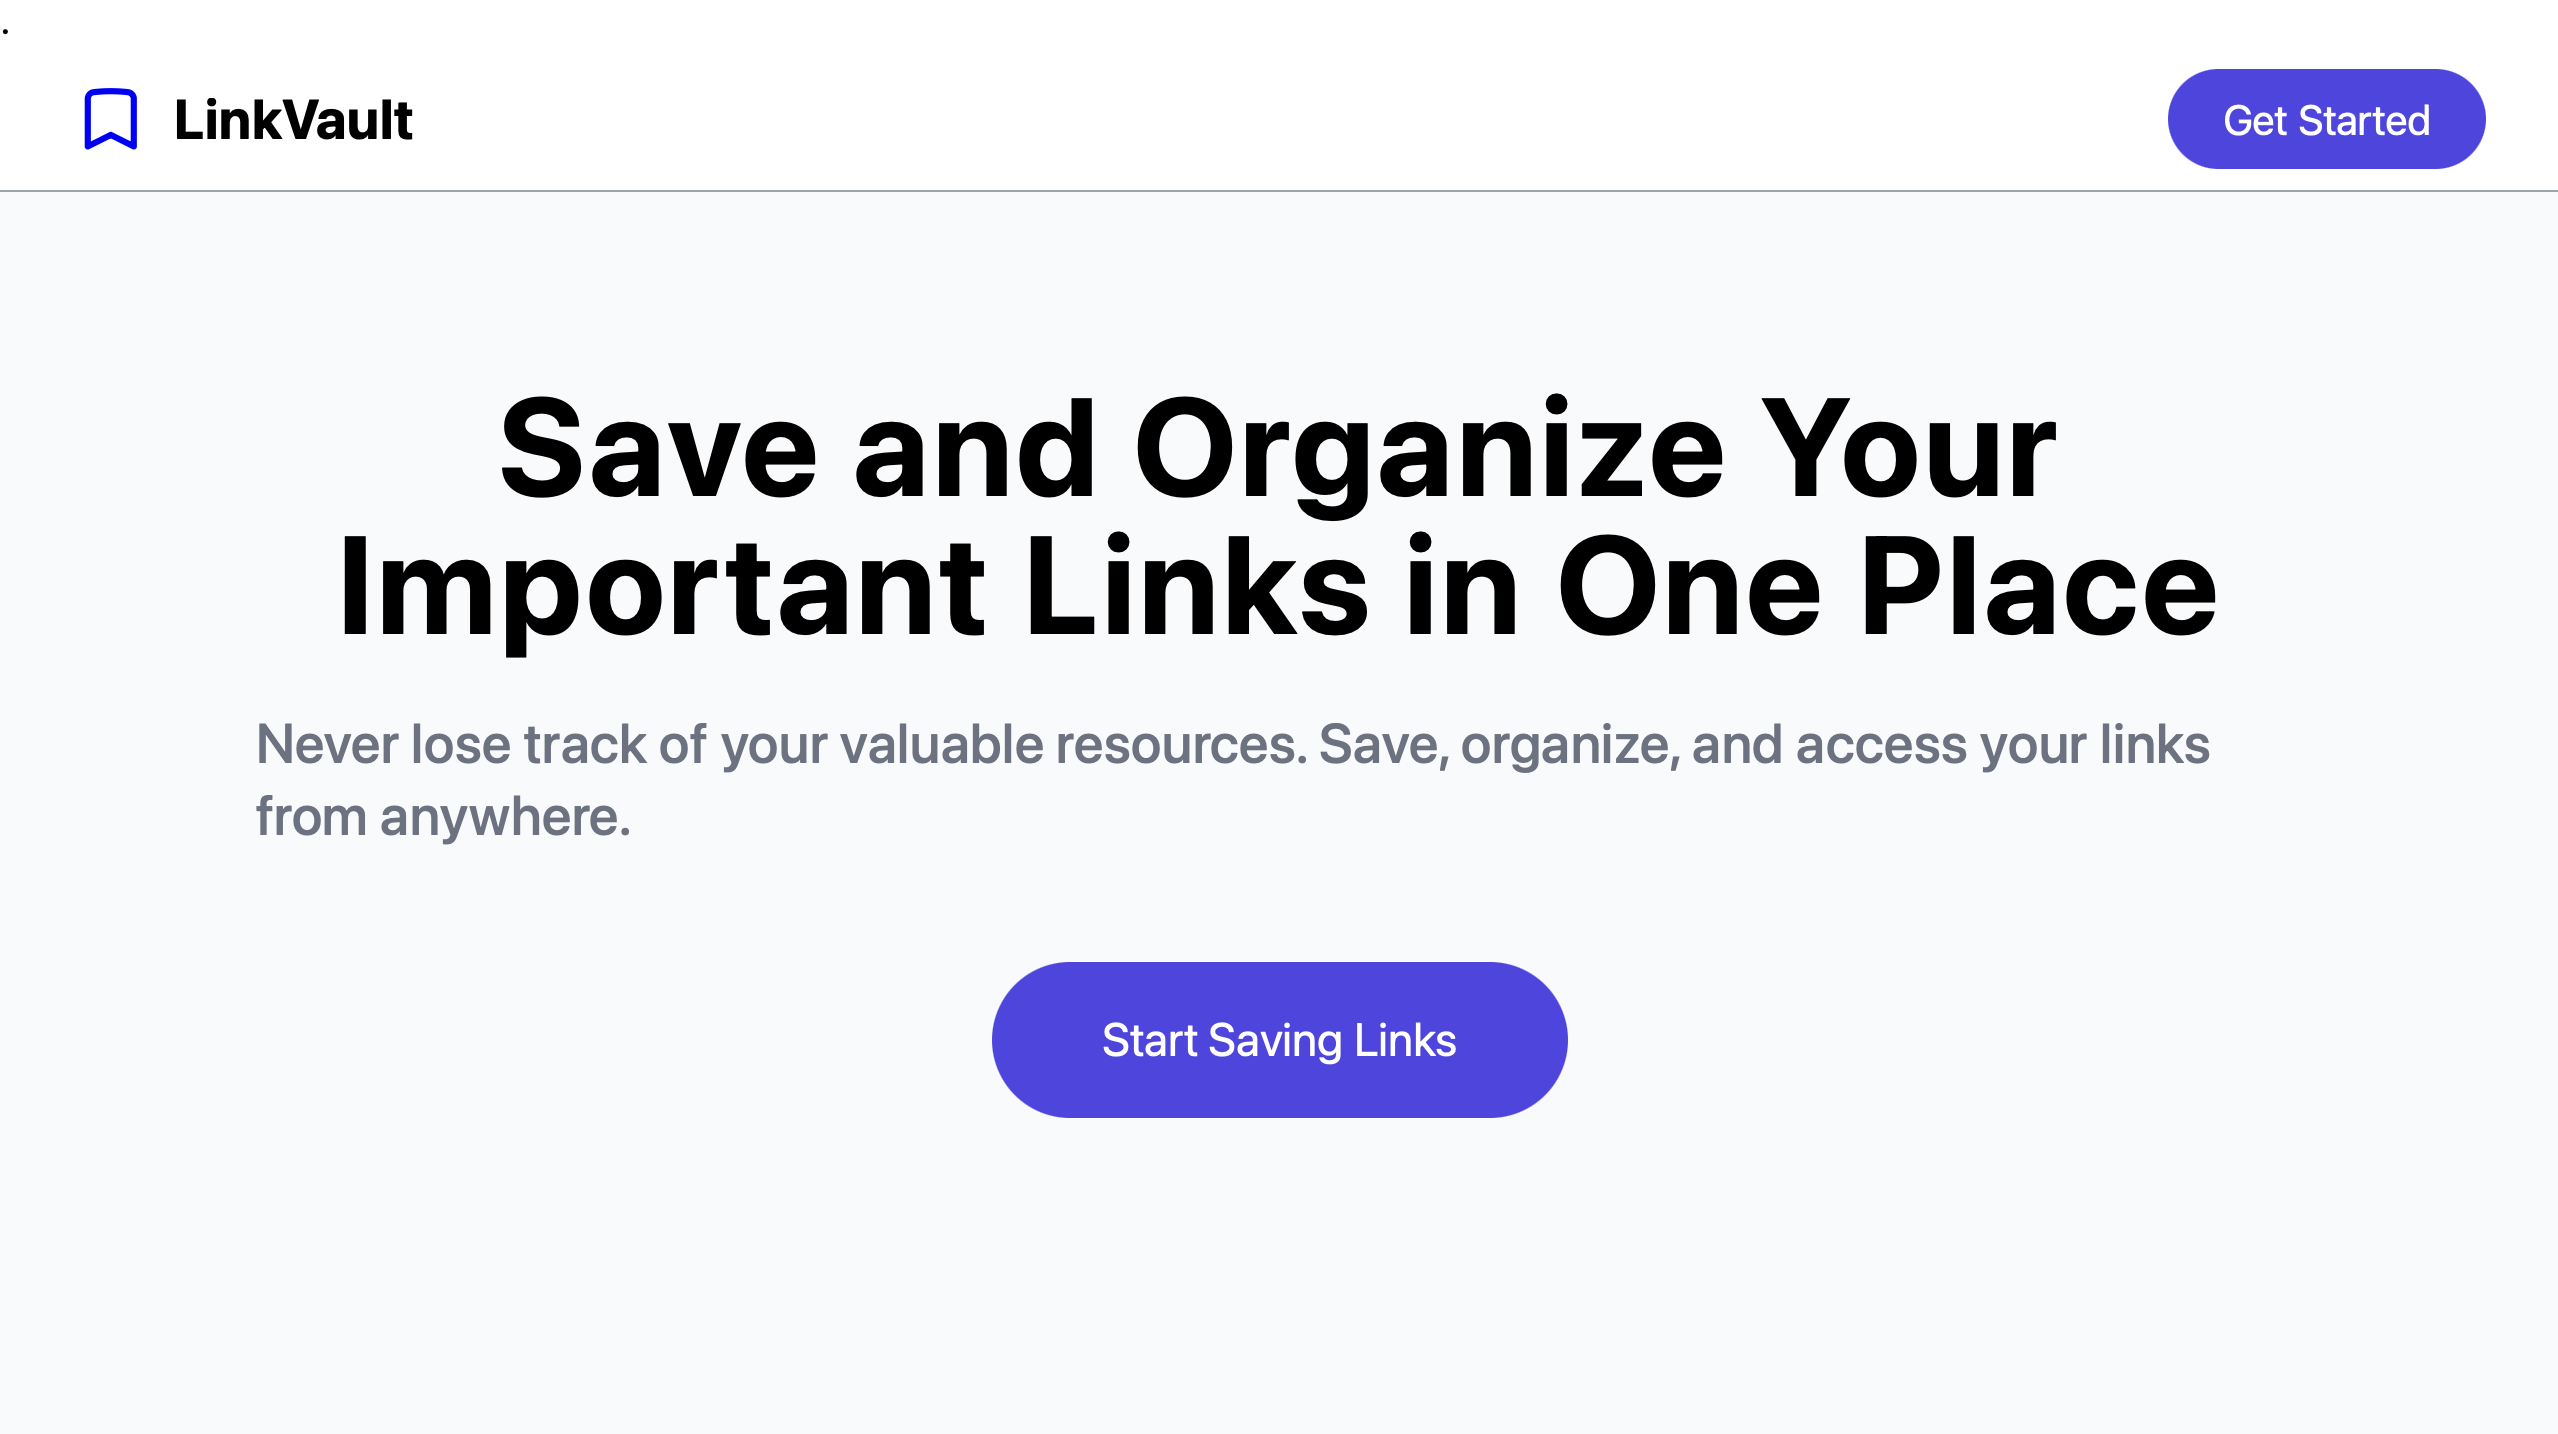 .
LinkVault
Get Started
Save and Organize Your
Important Links in One Place
Never lose track of your valuable resources. Save, organize, and access your links
from anywhere.
Start Saving Links